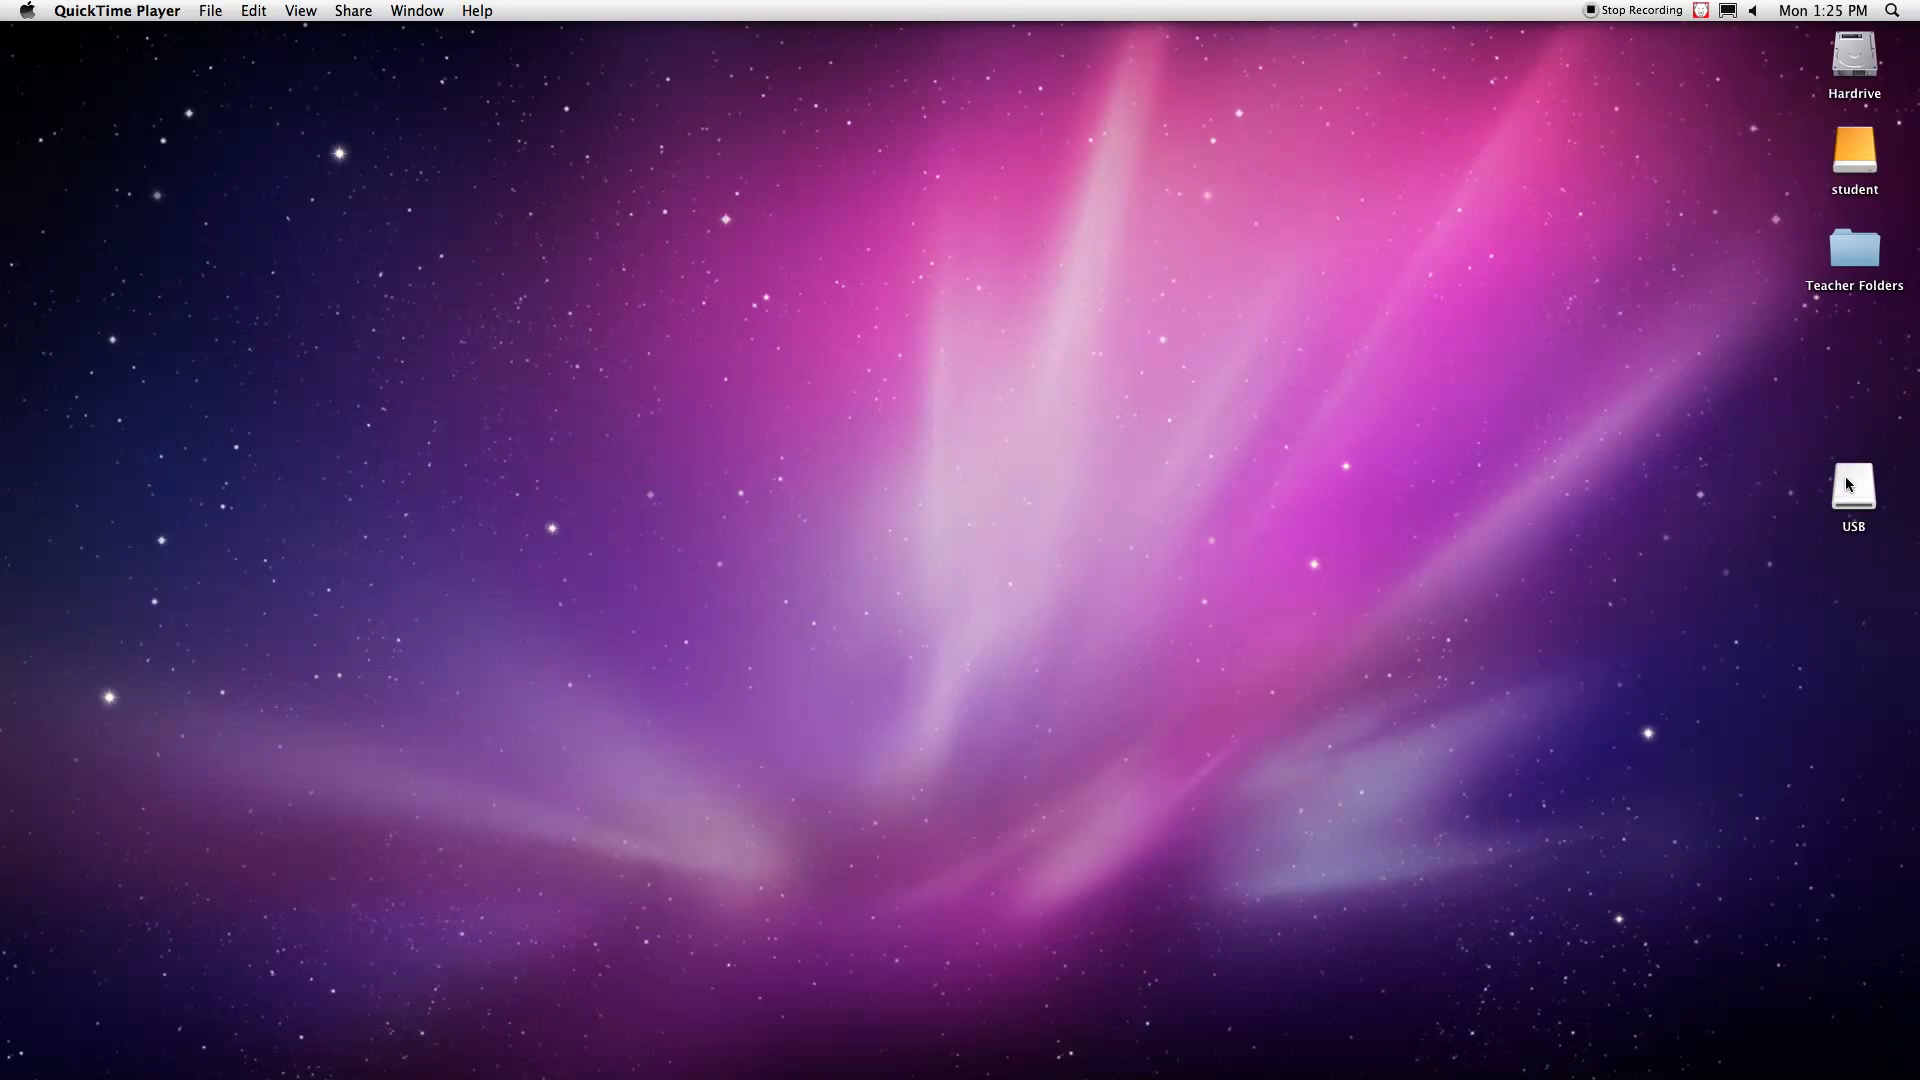 QuickTime Player File Edit View Share Window Help Stop Recording Mon 1:25 PM
Hardrive
student
Teacher Folders
USB